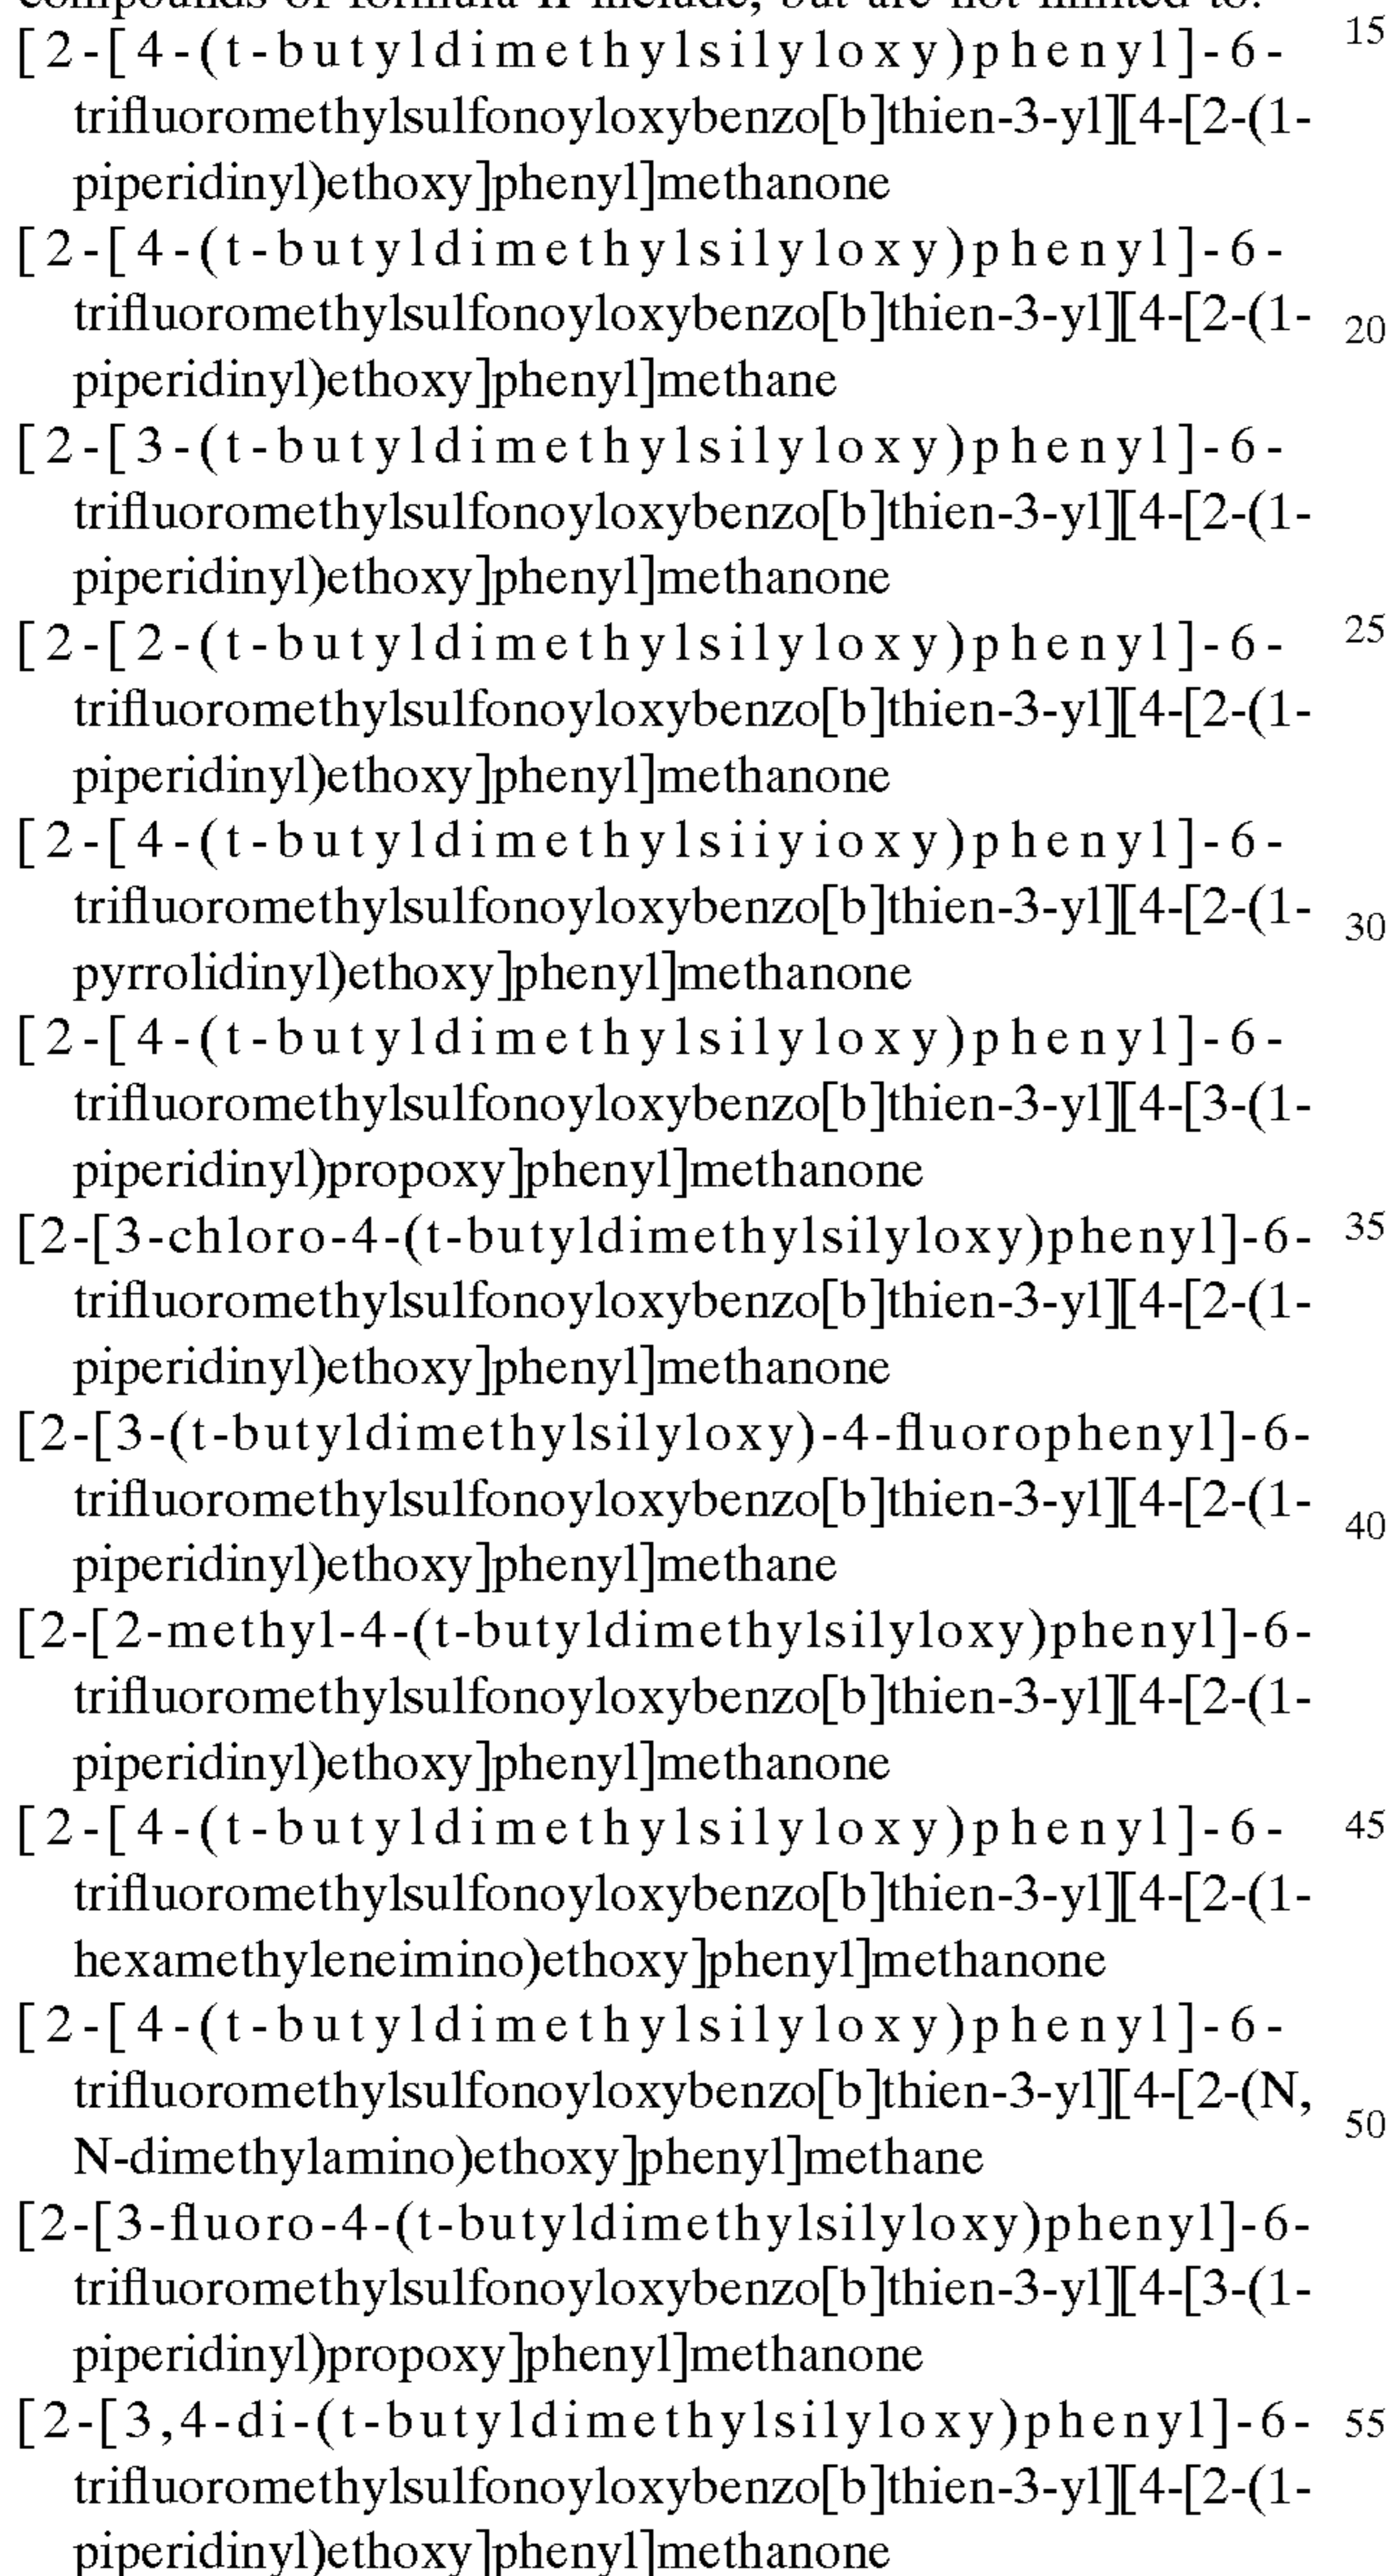 compounds of formula II include, but are not limited to:
[2-[4-(t-butyldimethylsilyloxy)phenyl]-6- 15
trifluoromethylsulfonoyloxybenzo[b]thien-3-yl][4-[2-(1-
piperidinyl)ethoxy]phenyl]methanone
[2-[4-(t-butyldimethylsilyloxy)phenyl]-6-
trifluoromethylsulfonoyloxybenzo[b]thien-3-yl][4-[2-(1- 20
piperidinyl)ethoxy]phenyl]methane
[2-[3-(t-butyldimethylsilyloxy)phenyl]-6-
trifluoromethylsulfonoyloxybenzo[b]thien-3-yl][4-[2-(1-
piperidinyl)ethoxy]phenyl]methanone
[2-[2-(t-butyldimethylsilyloxy)phenyl]-6- 25
trifluoromethylsulfonoyloxybenzo[b]thien-3-yl][4-[2-(1-
piperidinyl)ethoxy]phenyl]methanone
[2-[4-(t-butyldimethylsiiyioxy)phenyl]-6-
trifluoromethylsulfonoyloxybenzo[b]thien-3-yl][4-[2-(1- 30
pyrrolidinyl)ethoxy]phenyl]methanone
[2-[4-(t-butyldimethylsilyloxy)phenyl]-6-
trifluoromethylsulfonoyloxybenzo[b]thien-3-yl][4-[3-(1-
piperidinyl)propoxy]phenyl]methanone
[2-[3-chloro-4-(t-butyldimethylsilyloxy)phenyl]-6- 35
trifluoromethylsulfonoyloxybenzo[b]thien-3-yl][4-[2-(1-
piperidinyl)ethoxy]phenyl]methanone
[2-[3-(t-butyldimethylsilyloxy)-4-fluorophenyl]-6-
trifluoromethylsulfonoyloxybenzo[b]thien-3-yl][4-[2-(1- 40
piperidinyl)ethoxy]phenyl]methane
[2-[2-methyl-4-(t-butyldimethylsilyloxy)phenyl]-6-
trifluoromethylsulfonoyloxybenzo[b]thien-3-yl][4-[2-(1-
piperidinyl)ethoxy]phenyl]methanone
[2-[4-(t-butyldimethylsilyloxy)phenyl]-6- 45
trifluoromethylsulfonoyloxybenzo[b]thien-3-yl][4-[2-(1-
hexamethyleneimino)ethoxy]phenyl]methanone
[2-[4-(t-butyldimethylsilyloxy)phenyl]-6-
trifluoromethylsulfonoyloxybenzo[b]thien-3-yl][4-[2-(N, 50
N-dimethylamino)ethoxy]phenyl]methane
[2-[3-fluoro-4-(t-butyldimethylsilyloxy)phenyl]-6-
trifluoromethylsulfonoyloxybenzo[b]thien-3-yl][4-[3-(1-
piperidinyl)propoxy]phenyl]methanone
[2-[3,4-di-(t-butyldimethylsilyloxy)phenyl]-6- 55
trifluoromethylsulfonoyloxybenzo[b]thien-3-yl][4-[2-(1-
piperidinyl)ethoxy]phenyl]methanone